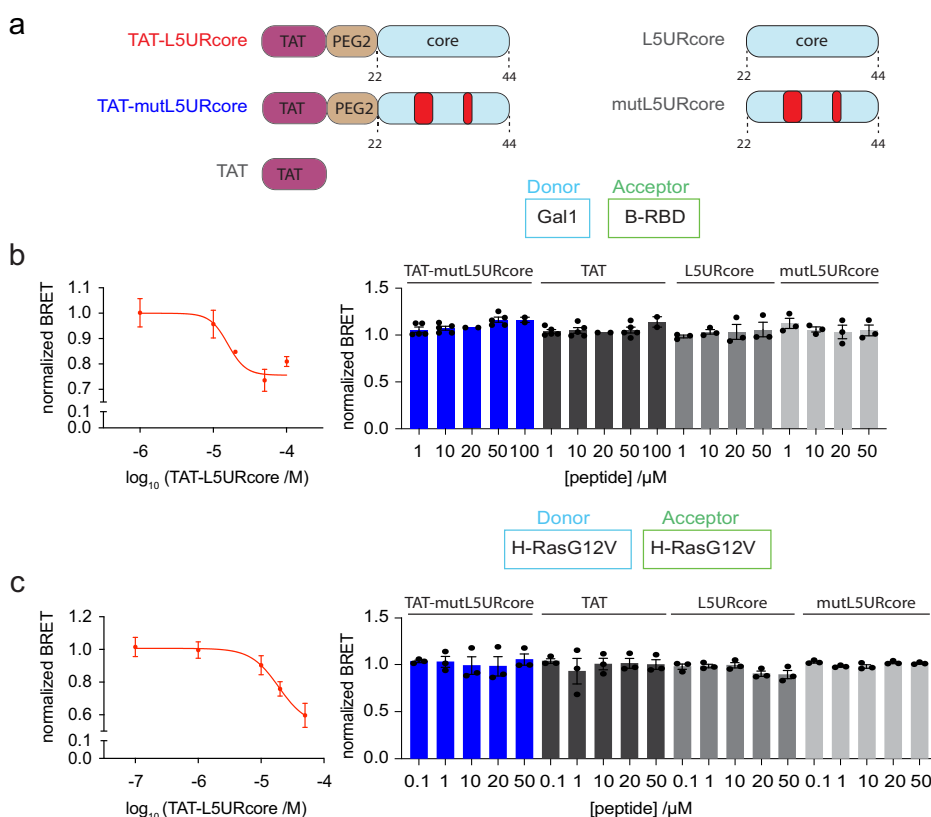 a
TAT-L5URcore TAT PEG2 core L5URcore core
22 44 22 44
TAT-mutL5URcore TAT PEG2 mutL5URcore
22 44 22 44
TAT TAT
Donor Acceptor
Gal1 B-RBD
b
TAT-mutL5URcore TAT L5URcore mutL5URcore
normalized BRET
1.1
1.0
0.9
0.8
0.7
0.1
0.0
-6 -5 -4
log10 (TAT-L5URcore /M)
normalized BRET
1.5
1.0
0.0
1 10 20 50 100 1 10 20 50 100 1 10 20 50 1 10 20 50
[peptide] /µM
Donor Acceptor
H-RasG12V H-RasG12V
c
TAT-mutL5URcore TAT L5URcore mutL5URcore
normalized BRET
1.2
1.0
0.8
0.6
0.1
0.0
-7 -6 -5 -4
log10 (TAT-L5URcore /M)
normalized BRET
1.5
1.0
0.5
0.0
0.1 1 10 20 50 0.1 1 10 20 50 0.1 1 10 20 50 0.1 1 10 20 50
[peptide] /µM